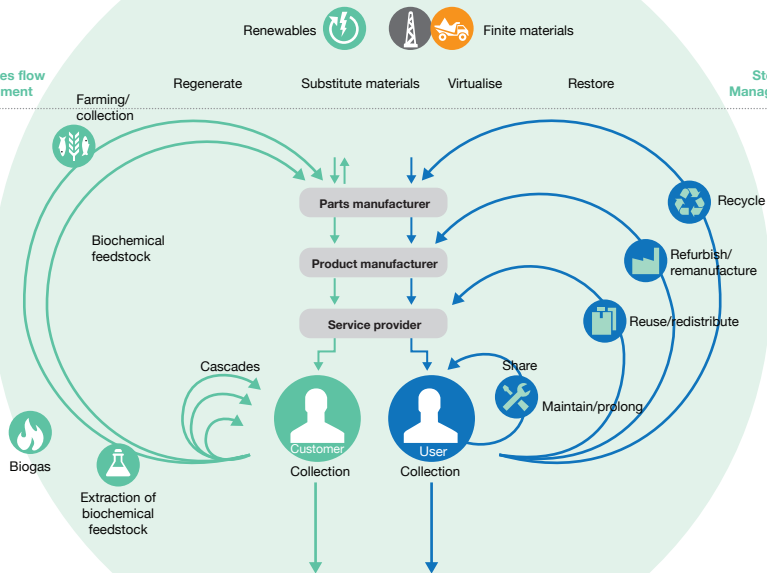 Renewables
Finite materials
es flow
ment
Regenerate
Substitute materials
Virtualise
Restore
Manag
Farming/
collection
Parts manufacturer
Recycle
Biochemical
feedstock
Product manufacturer
Refurbish/
remanufacture
Service provider
Reuse/redistribute
Cascades
Share
Maintain/prolong
Customer
User
Collection
Collection
Biogas
Extraction of
biochemical
feedstock